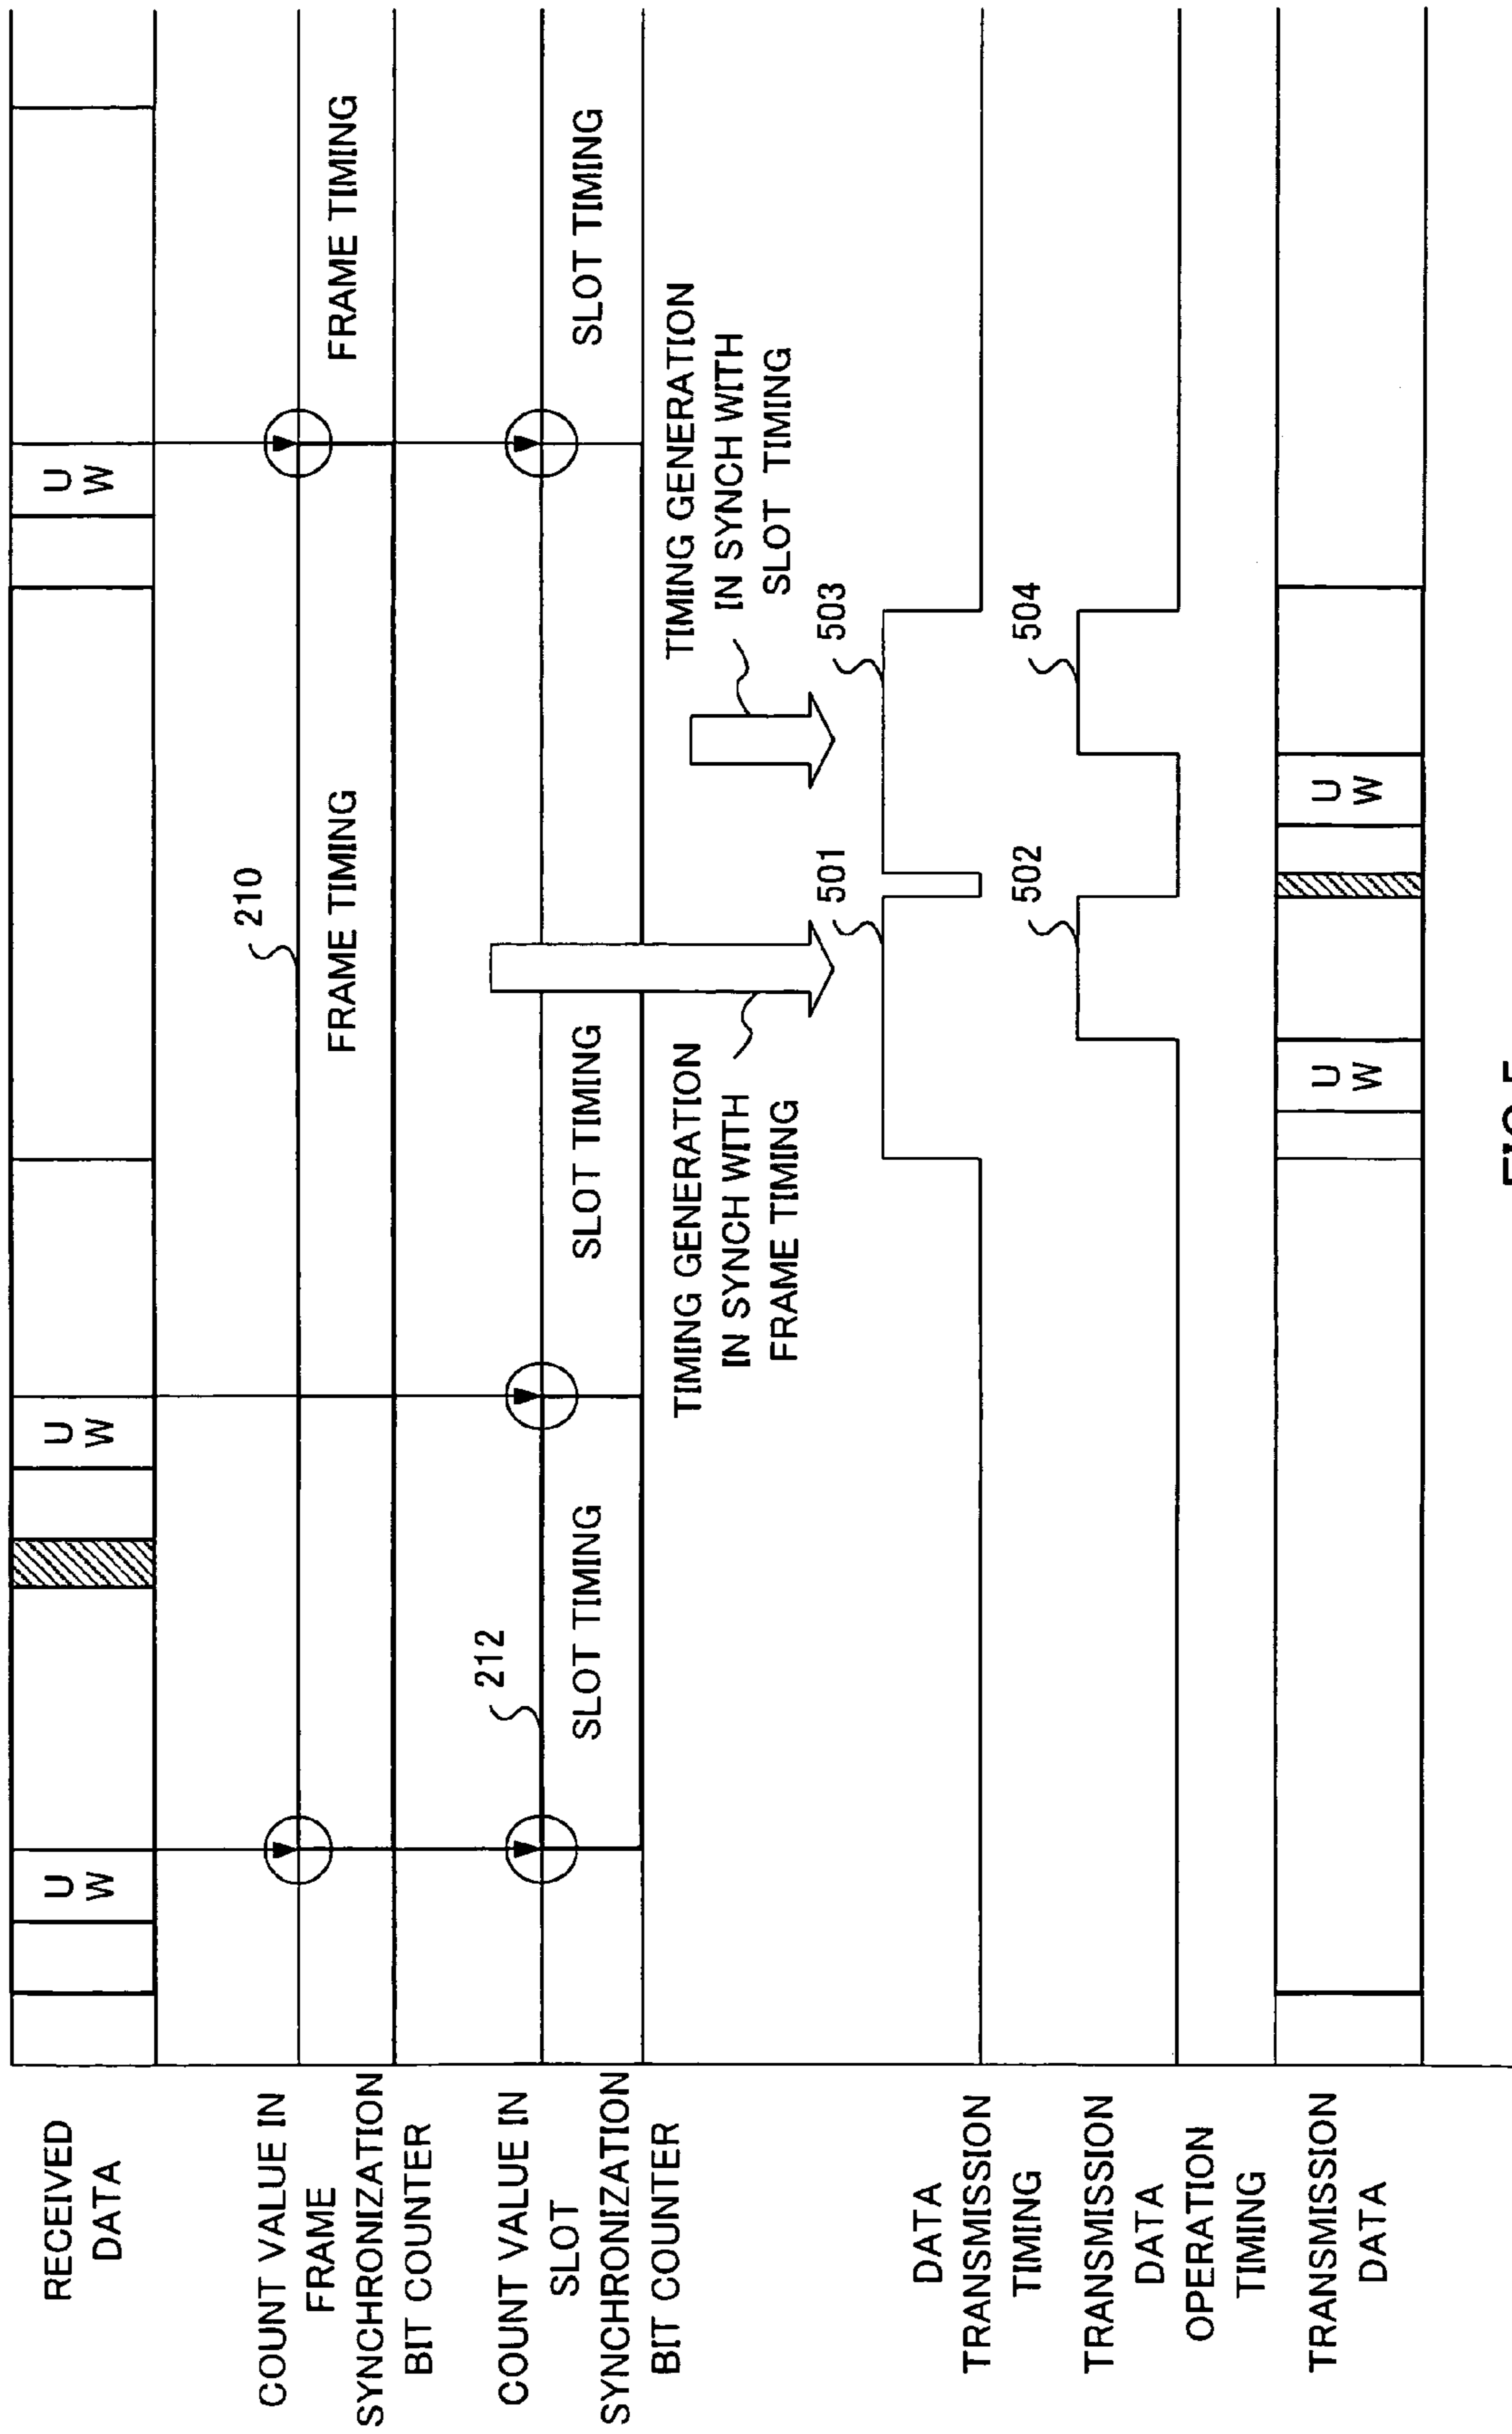 RECEIVED
DATA
U
W
U
W
U
W
COUNT VALUE IN
FRAME
SYNCHRONIZATION
BIT COUNTER
210
FRAME TIMING
FRAME TIMING
COUNT VALUE IN
SLOT
SYNCHRONIZATION
BIT COUNTER
212
SLOT TIMING
SLOT TIMING
SLOT TIMING
TIMING GENERATION
IN SYNCH WITH
FRAME TIMING
TIMING GENERATION
IN SYNCH WITH
SLOT TIMING
DATA
TRANSMISSION
TIMING
501
503
TRANSMISSION
DATA
OPERATION
TIMING
502
504
TRANSMISSION
DATA
U
W
U
W